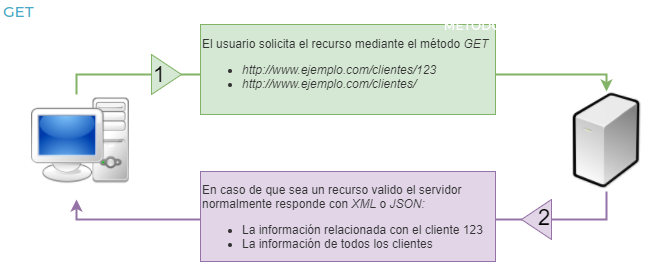 GET
METODO
El usuario solicita el recurso mediante el método GET
http://www.ejemplo.com/clientes/123
http://www.ejemplo.com/clientes/
1
En caso de que sea un recurso valido el servidor
normalmente responde con XML o JSON:
La información relacionada con el cliente 123
La información de todos los clientes
2